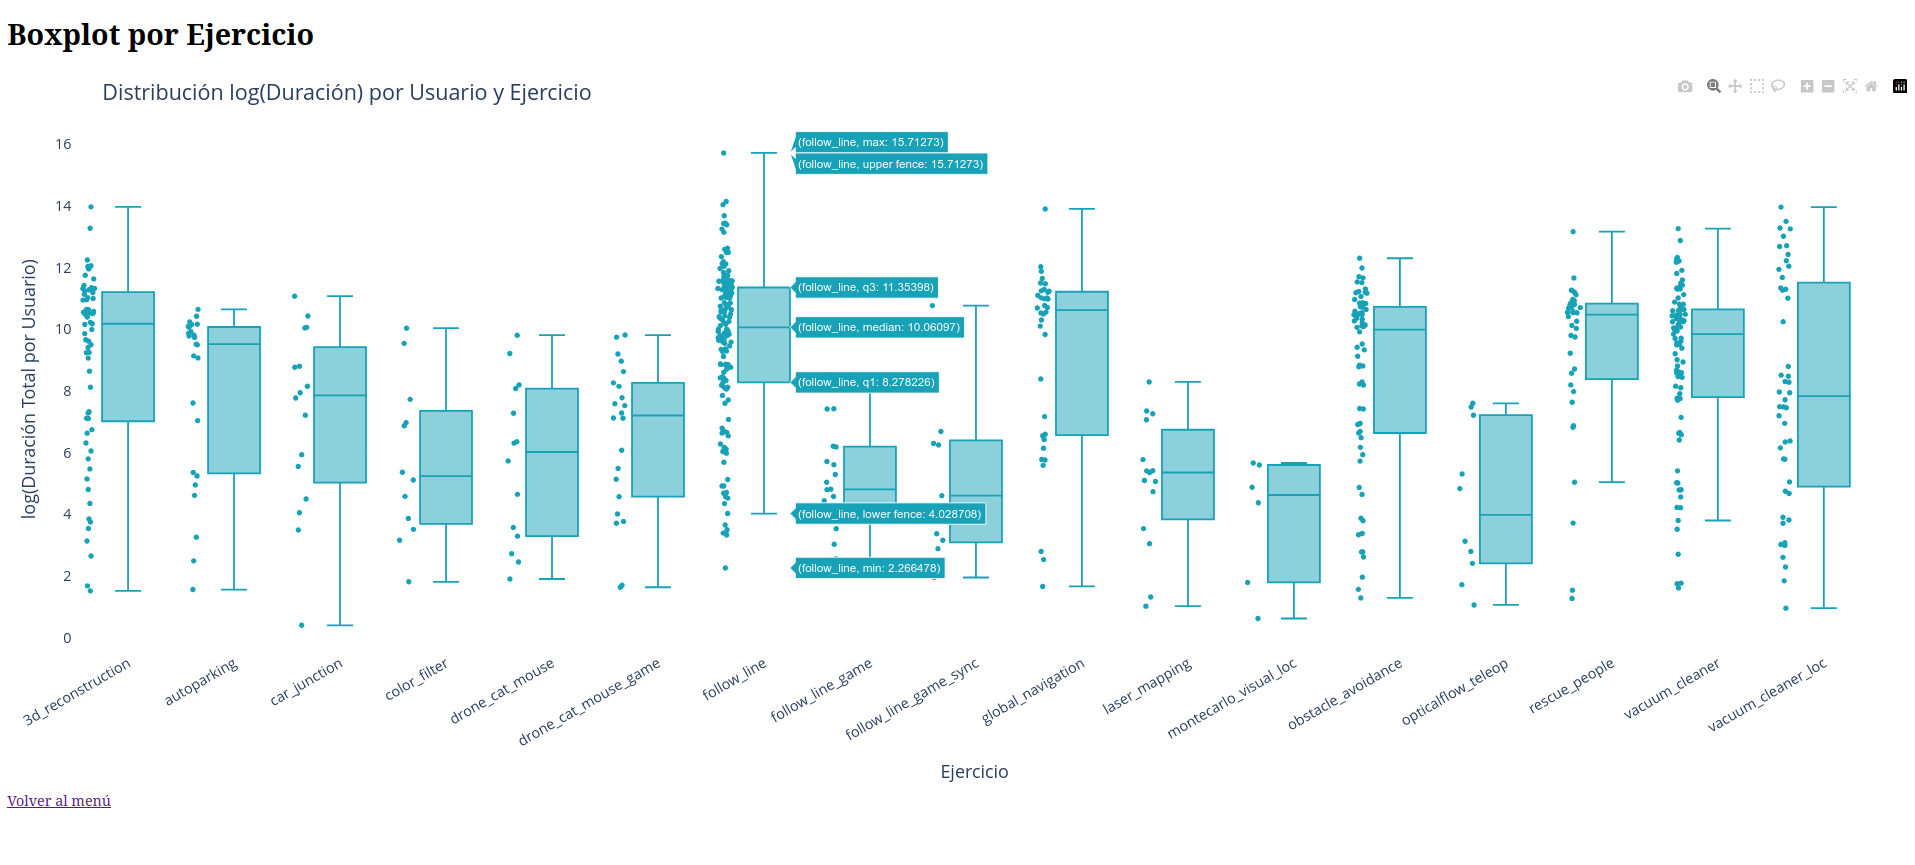 Boxplot por Ejercicio
Distribución log(Duración) por Usuario y Ejercicio
log(Duración Total por Usuario)
16
14
12
10
8
6
4
2
0
(follow_line, max: 15.71273)
(follow_line, upper fence: 15.71273)
(follow_line, q3: 11.35398)
(follow_line, median: 10.06097)
(follow_line, q1: 8.278226)
(follow_line, lower fence: 4.028708)
(follow_line, min: 2.266478)
3d_reconstruction
autoparking
car_junction
color_filter
drone_cat_mouse
drone_cat_mouse_game
follow_line
follow_line_game
follow_line_game_sync
global_navigation
laser_mapping
montecarlo_visual_loc
obstacle_avoidance
opticalflow_teleop
rescue_people
vacuum_cleaner
vacuum_cleaner_loc
Ejercicio
Volver al menú